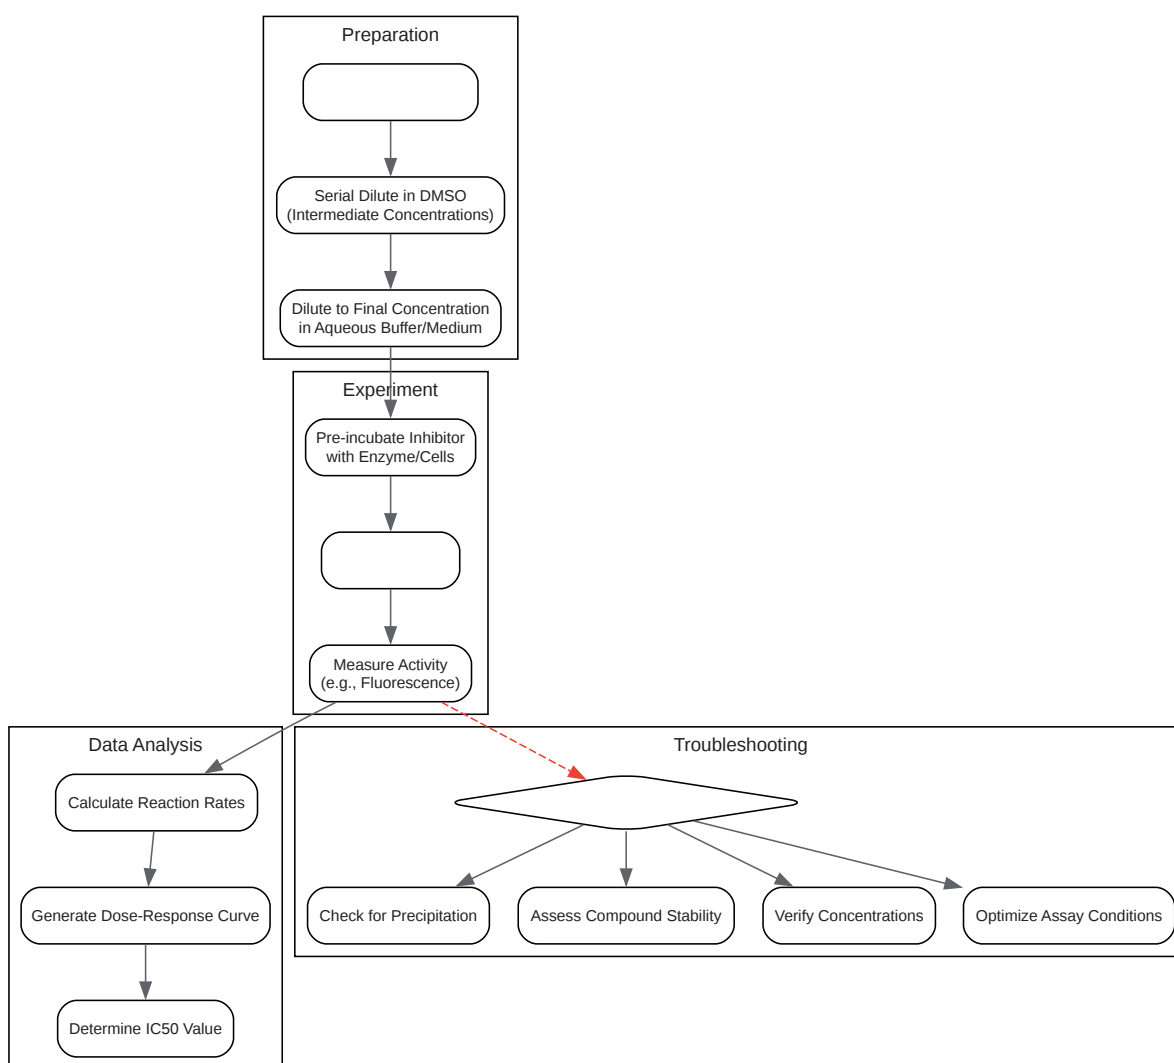 Preparation
Serial Dilute in DMSO
(Intermediate Concentrations)
Dilute to Final Concentration
in Aqueous Buffer/Medium
Experiment
Pre-incubate Inhibitor
with Enzyme/Cells
Measure Activity
(e.g., Fluorescence)
Data Analysis
Calculate Reaction Rates
Generate Dose-Response Curve
Determine IC50 Value
Troubleshooting
Check for Precipitation
Assess Compound Stability
Verify Concentrations
Optimize Assay Conditions